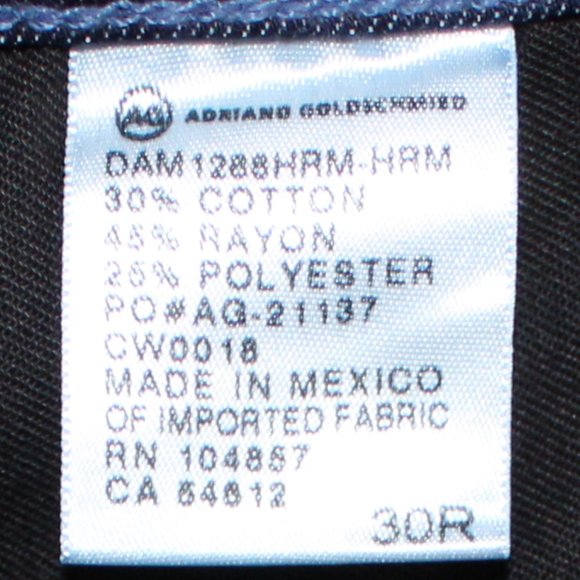 AG ADRIANO GOLDSCHMIED
DAM1288HRM-HRM
30% COTTON
45% RAYON
25% POLYESTER
PO#AG-21137
CW0018
MADE IN MEXICO
OF IMPORTED FABRIC
RN 104857
CA 54812
30R